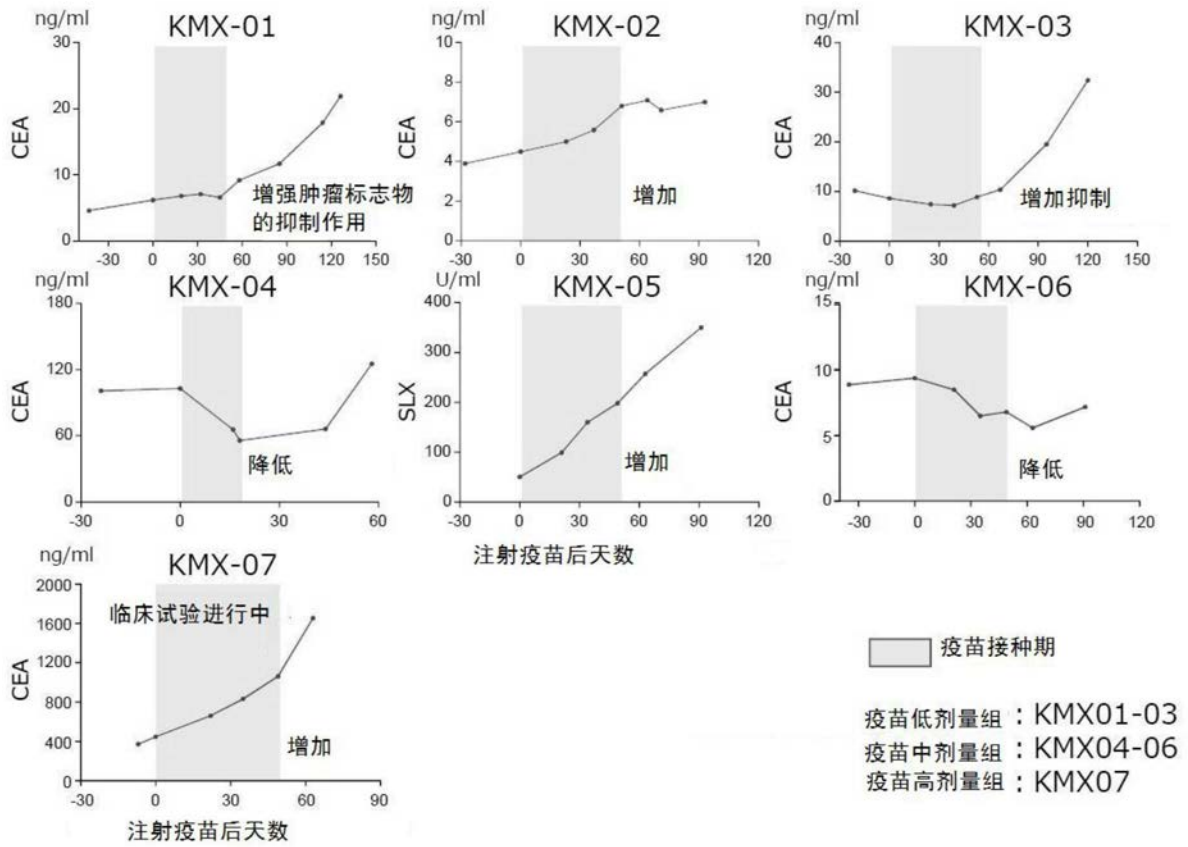 ng/ml
KMX-01
30
20
10
0
CEA
增强肿瘤标志物
的抑制作用
-30 0 30 60 90 120 150
ng/ml
KMX-02
10
8
6
4
2
0
CEA
增加
-30 0 30 60 90 120
ng/ml
KMX-03
40
30
20
10
0
CEA
增加抑制
-30 0 30 60 90 120 150
ng/ml
KMX-04
180
120
60
0
CEA
降低
-30 0 30 60
U/ml
KMX-05
400
300
200
100
0
SLX
增加
-30 0 30 60 90 120
注射疫苗后天数
ng/ml
KMX-06
15
10
5
0
CEA
降低
-30 0 30 60 90 120
ng/ml
KMX-07
2000
1600
1200
800
400
0
CEA
临床试验进行中
增加
-30 0 30 60 90
注射疫苗后天数
疫苗接种期
疫苗低剂量组：KMX01-03
疫苗中剂量组：KMX04-06
疫苗高剂量组：KMX07